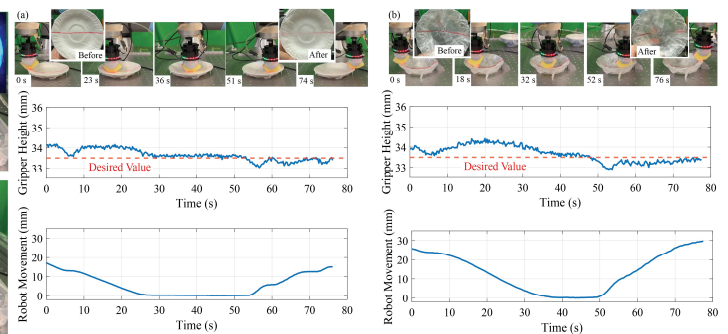 (a)
Before
After
0 s
23 s
36 s
51 s
74 s
36
35
34
33
Gripper Height (mm)
Desired Value
0 10 20 30 40 50 60 70 80
Time (s)
30
20
10
0
Robot Movement (mm)
0 10 20 30 40 50 60 70 80
Time (s)
(b)
Before
After
0 s
18 s
32 s
52 s
76 s
36
35
34
33
Gripper Height (mm)
Desired Value
0 10 20 30 40 50 60 70 80
Time (s)
30
20
10
0
Robot Movement (mm)
0 10 20 30 40 50 60 70 80
Time (s)